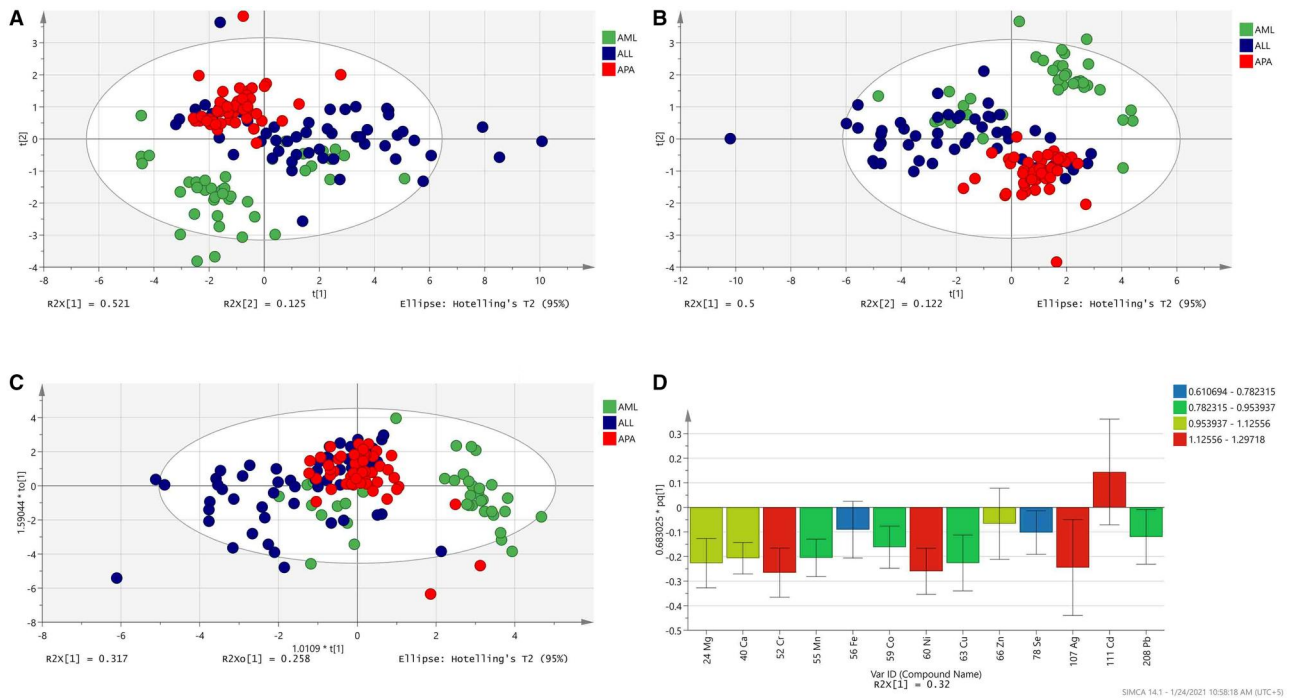 A
AML
ALL
APA
t[2]
3
2
1
0
-1
-2
-3
-4
-8 -6 -4 -2 0 2 4 6 8 10
t[1]
R2X[1] = 0.521 R2X[2] = 0.125 Ellipse: Hotelling's T2 (95%)
B
AML
ALL
APA
t[2]
3
2
1
0
-1
-2
-3
-4
-12 -10 -8 -6 -4 -2 0 2 4 6
t[1]
R2X[1] = 0.5 R2X[2] = 0.122 Ellipse: Hotelling's T2 (95%)
C
AML
ALL
APA
1.59044 * to[1]
4
2
0
-2
-4
-6
-8
-8 -6 -4 -2 0 2 4
1.0109 * t[1]
R2X[1] = 0.317 R2Xo[1] = 0.258 Ellipse: Hotelling's T2 (95%)
D
0.610694 - 0.782315
0.782315 - 0.953937
0.953937 - 1.12556
1.12556 - 1.29718
0.683025 * pq[1]
0.3
0.2
0.1
0
-0.1
-0.2
-0.3
-0.4
-0.5
24 Mg
40 Ca
52 Cr
55 Mn
56 Fe
59 Co
60 Ni
63 Cu
66 Zn
78 Se
107 Ag
111 Cd
208 Pb
Var ID (Compound Name)
R2X[1] = 0.32
SIMCA 14.1 - 1/24/2021 10:58:18 AM (UTC+5)